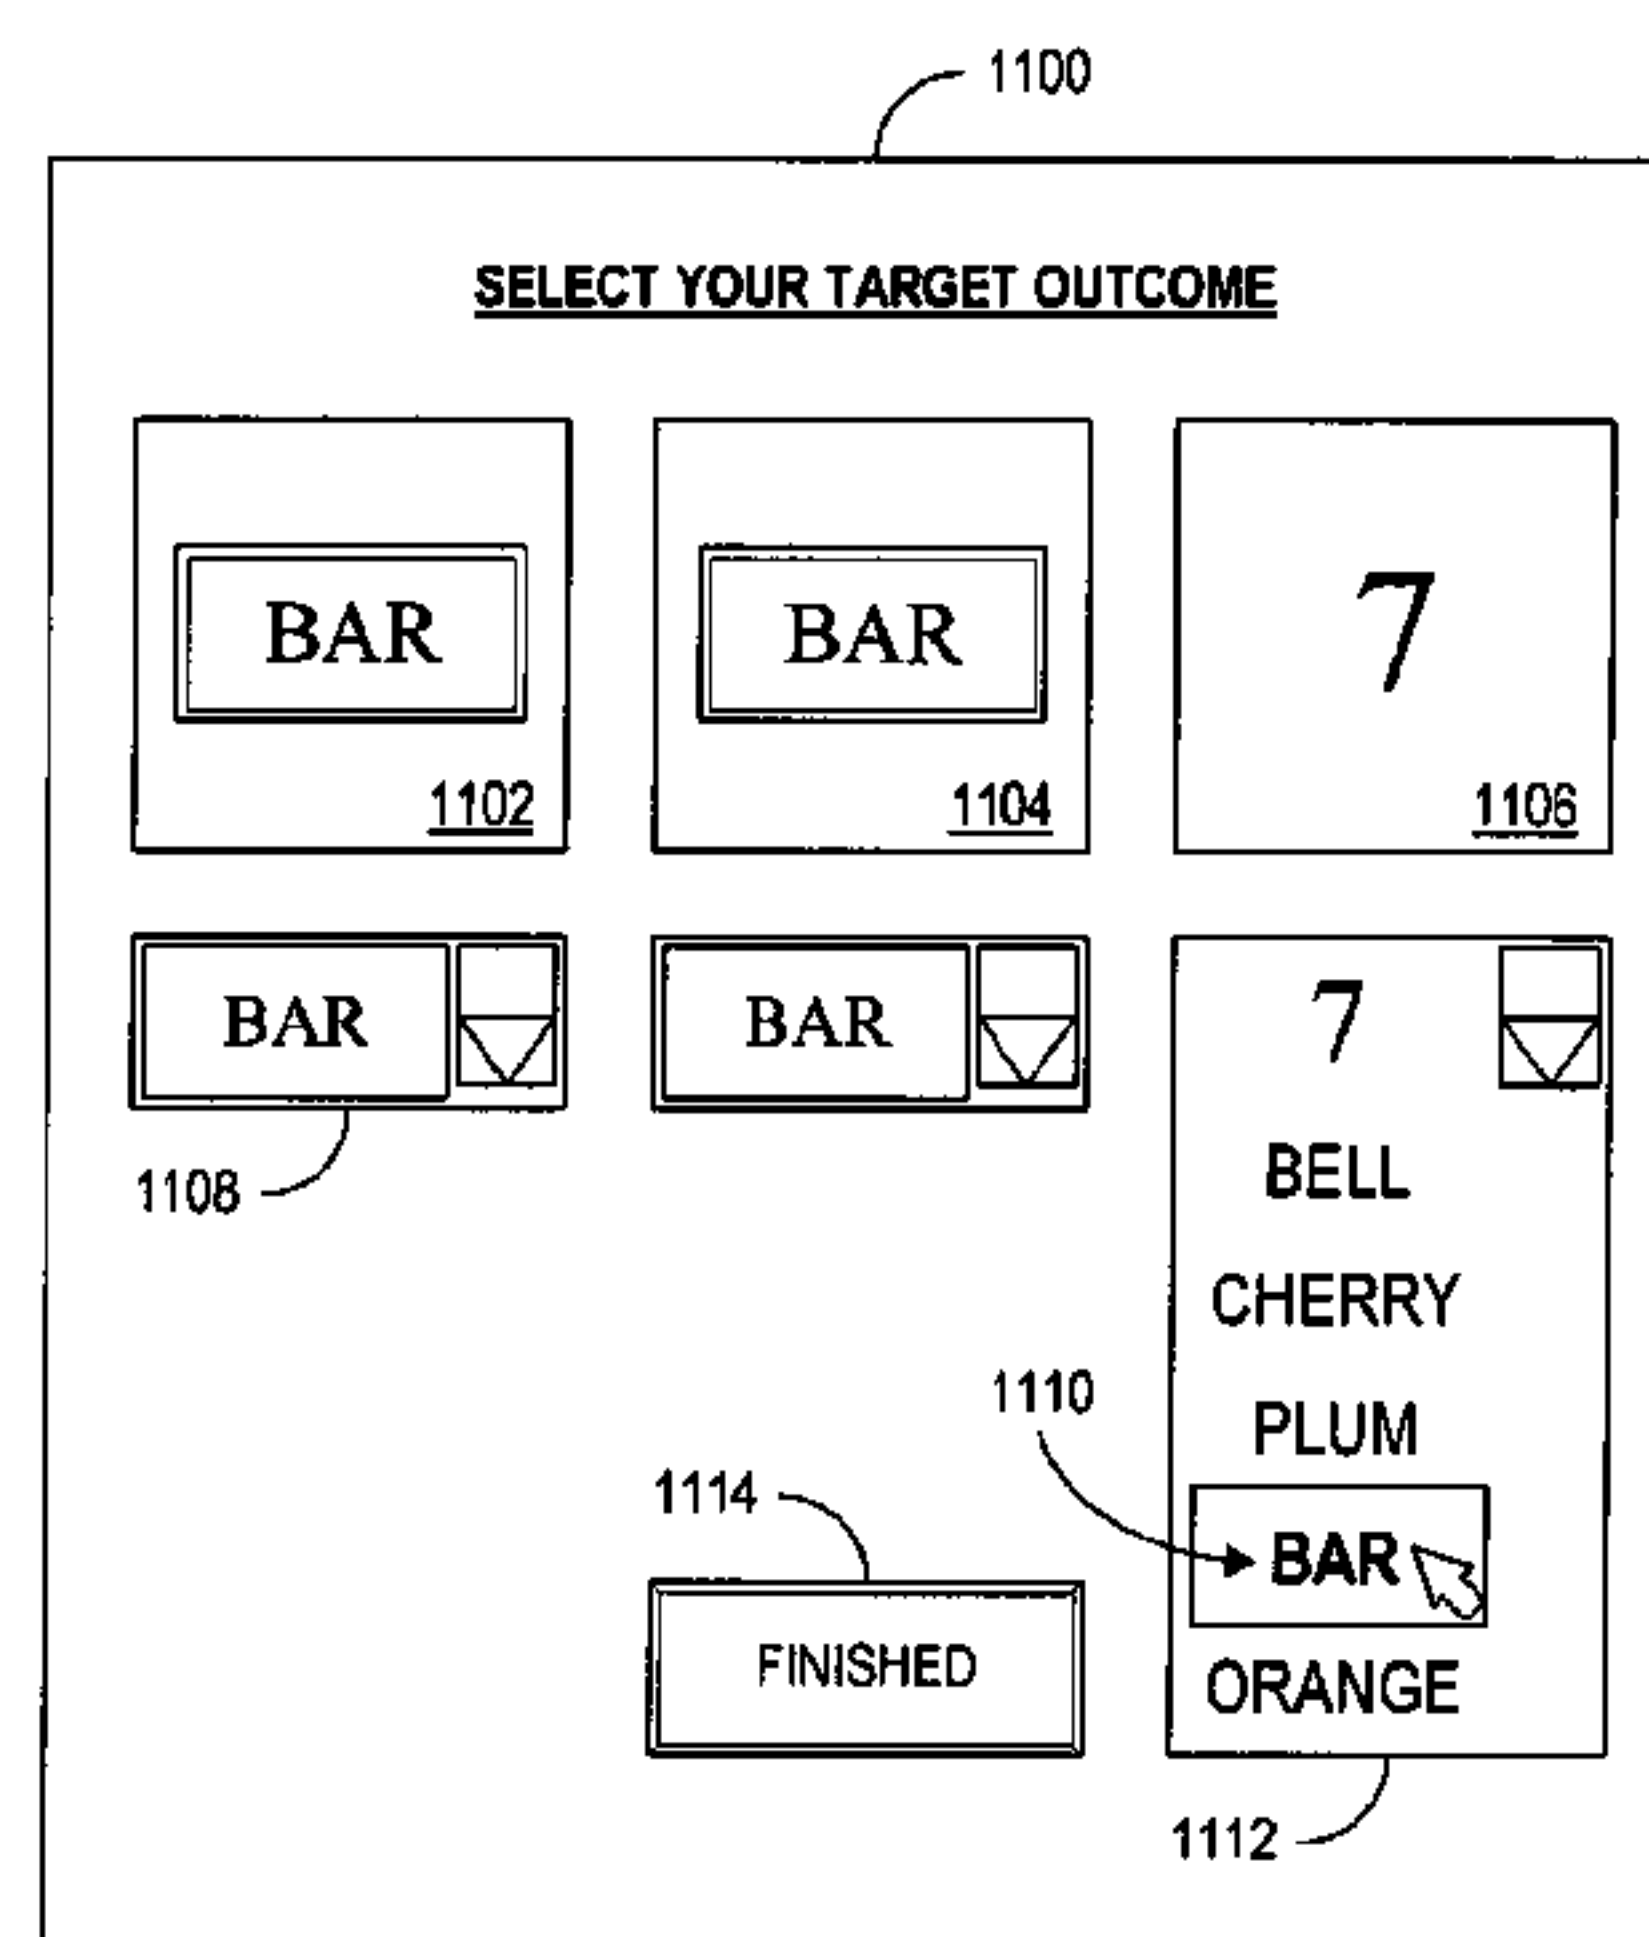 1100
SELECT YOUR TARGET OUTCOME
BAR BAR 7
1102 1104 1106
BAR BAR 7
1108
BELL
CHERRY
PLUM
1110
BAR
1114
FINISHED
ORANGE
1112